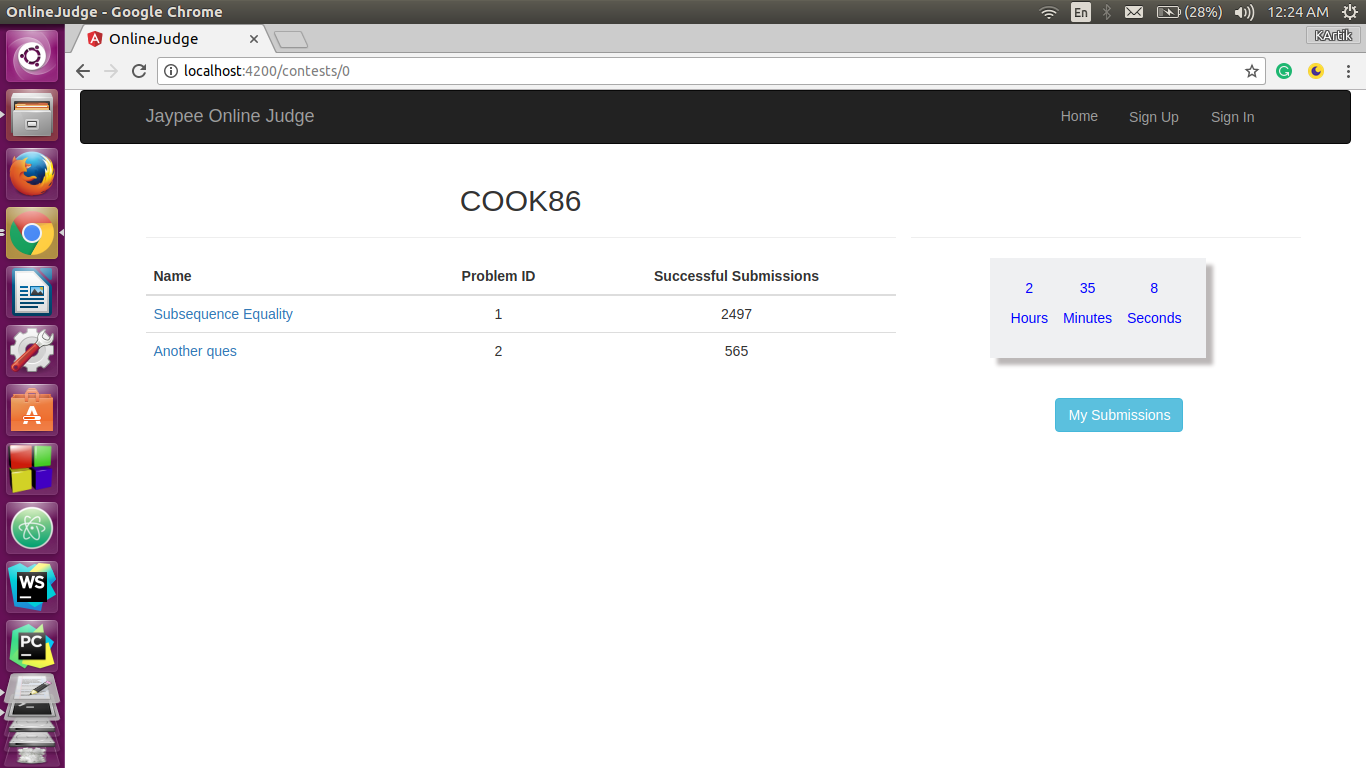 OnlineJudge - Google Chrome
En
(28%)
12:24 AM
OnlineJudge
KArtik
localhost:4200/contests/0
Jaypee Online Judge
Home
Sign Up
Sign In
COOK86
Name Problem ID Successful Submissions
Subsequence Equality 1 2497
Another ques 2 565
2 35 8
Hours Minutes Seconds
My Submissions
A
WS
PC